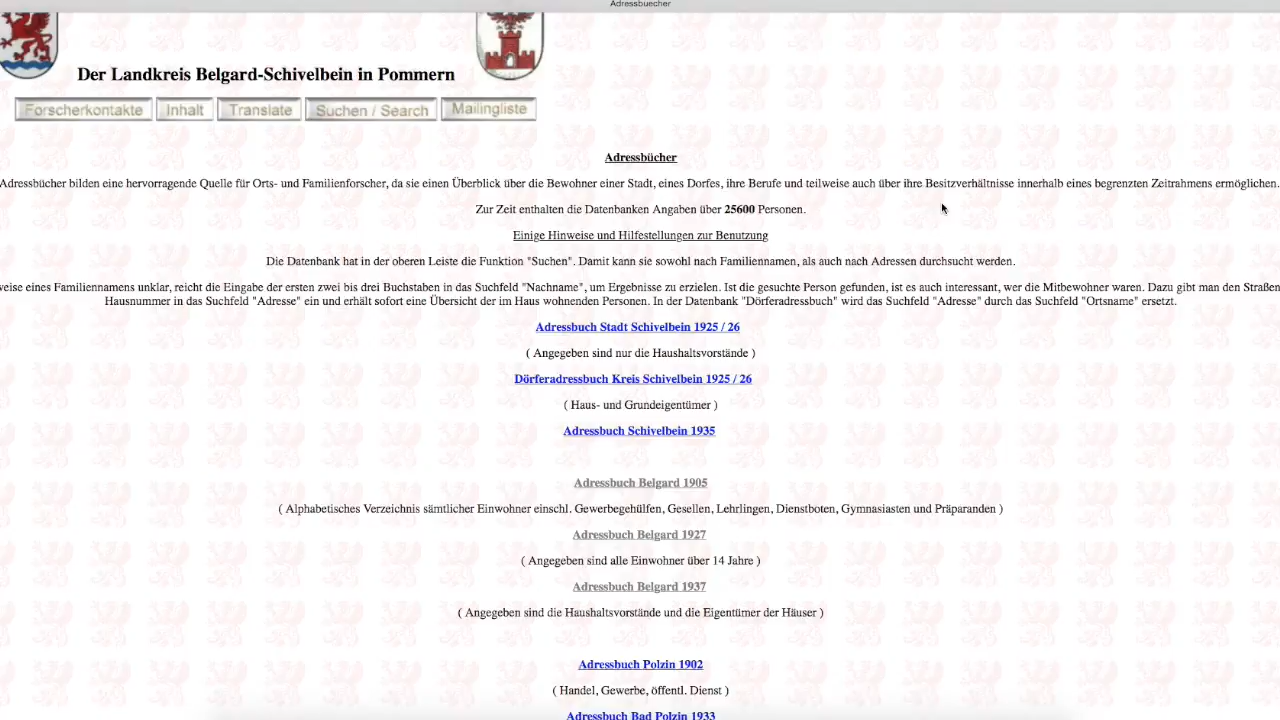 Adressbuecher
Der Landkreis Belgard-Schivelbein in Pommern
Forscherkontakte Inhalt Translate Suchen / Search Mailingliste
Adressbücher
Adressbücher bilden eine hervorragende Quelle für Orts- und Familienforscher, da sie einen Überblick über die Bewohner einer Stadt, eines Dorfes, ihre Berufe und teilweise auch über ihre Besitzverhältnisse innerhalb eines begrenzten Zeitrahmens ermöglichen.
Zur Zeit enthalten die Datenbanken Angaben über 25600 Personen.
Einige Hinweise und Hilfestellungen zur Benutzung
Die Datenbank hat in der oberen Leiste die Funktion "Suchen". Damit kann sie sowohl nach Familiennamen, als auch nach Adressen durchsucht werden.
weise eines Familiennamens unklar, reicht die Eingabe der ersten zwei bis drei Buchstaben in das Suchfeld "Nachname", um Ergebnisse zu erzielen. Ist die gesuchte Person gefunden, ist es auch interessant, wer die Mitbewohner waren. Dazu gibt man den Straßen
Hausnummer in das Suchfeld "Adresse" ein und erhält sofort eine Übersicht der im Haus wohnenden Personen. In der Datenbank "Dörferadressbuch" wird das Suchfeld "Adresse" durch das Suchfeld "Ortsname" ersetzt.
Adressbuch Stadt Schivelbein 1925 / 26
( Angegeben sind nur die Haushaltsvorstände )
Dörferadressbuch Kreis Schivelbein 1925 / 26
( Haus- und Grundeigentümer )
Adressbuch Schivelbein 1935
Adressbuch Belgard 1905
( Alphabetisches Verzeichnis sämtlicher Einwohner einschl. Gewerbegehülfen, Gesellen, Lehrlingen, Dienstboten, Gymnasiasten und Präparanden )
Adressbuch Belgard 1927
( Angegeben sind alle Einwohner über 14 Jahre )
Adressbuch Belgard 1937
( Angegeben sind die Haushaltsvorstände und die Eigentümer der Häuser )
Adressbuch Polzin 1902
( Handel, Gewerbe, öffentl. Dienst )
Adressbuch Bad Polzin 1933